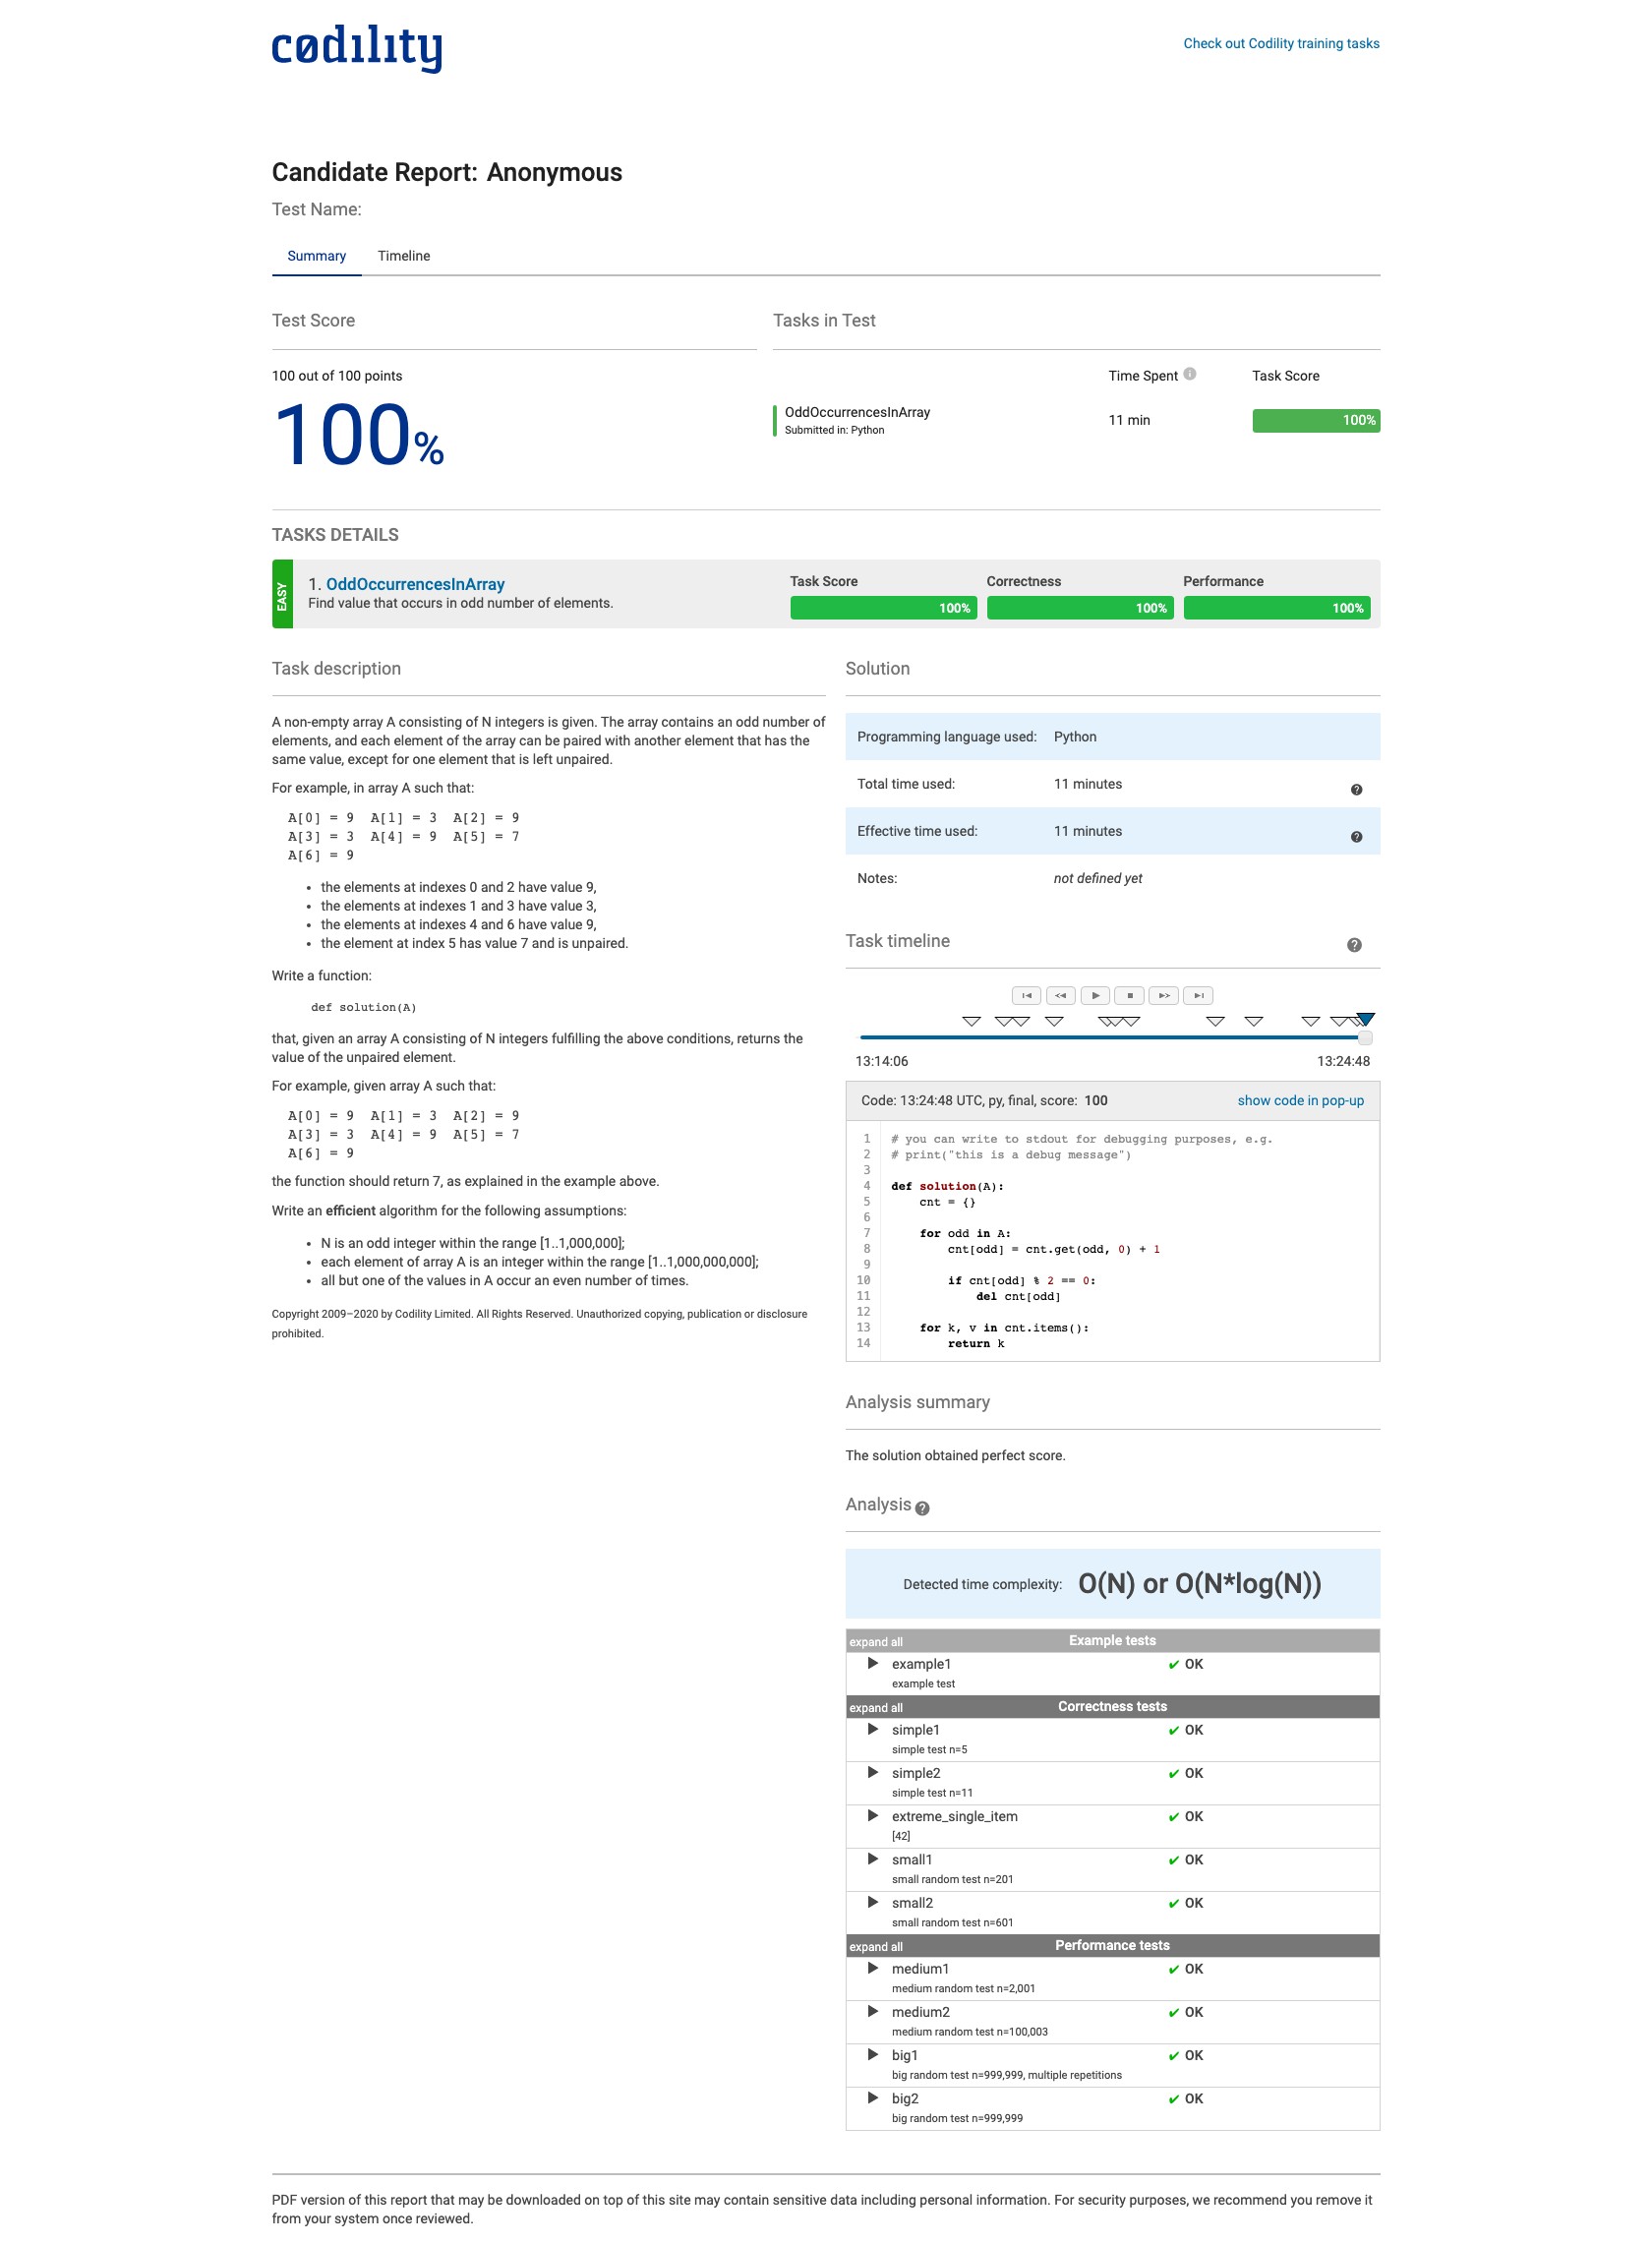 cødility
Check out Codility training tasks
Candidate Report: Anonymous
Test Name:
Summary Timeline
Test Score
100 out of 100 points
100%
Tasks in Test
Time Spent Task Score
OddOccurrencesInArray
Submitted in: Python
11 min
100%
TASKS DETAILS
EASY
1. OddOccurrencesInArray
Find value that occurs in odd number of elements.
Task Score
100%
Correctness
100%
Performance
100%
Task description
A non-empty array A consisting of N integers is given. The array contains an odd number of
elements, and each element of the array can be paired with another element that has the
same value, except for one element that is left unpaired.
For example, in array A such that:
A[0] = 9  A[1] = 3  A[2] = 9
A[3] = 3  A[4] = 9  A[5] = 7
A[6] = 9
• the elements at indexes 0 and 2 have value 9,
• the elements at indexes 1 and 3 have value 3,
• the elements at indexes 4 and 6 have value 9,
• the element at index 5 has value 7 and is unpaired.
Write a function:
def solution(A)
that, given an array A consisting of N integers fulfilling the above conditions, returns the
value of the unpaired element.
For example, given array A such that:
A[0] = 9  A[1] = 3  A[2] = 9
A[3] = 3  A[4] = 9  A[5] = 7
A[6] = 9
the function should return 7, as explained in the example above.
Write an efficient algorithm for the following assumptions:
• N is an odd integer within the range [1..1,000,000];
• each element of array A is an integer within the range [1..1,000,000,000];
• all but one of the values in A occur an even number of times.
Copyright 2009–2020 by Codility Limited. All Rights Reserved. Unauthorized copying, publication or disclosure
prohibited.
Solution
Programming language used: Python
Total time used: 11 minutes
Effective time used: 11 minutes
Notes: not defined yet
Task timeline
13:14:06 13:24:48
Code: 13:24:48 UTC, py, final, score: 100 show code in pop-up
1 # you can write to stdout for debugging purposes, e.g.
2 # print("this is a debug message")
3
4 def solution(A):
5     cnt = {}
6
7     for odd in A:
8         cnt[odd] = cnt.get(odd, 0) + 1
9
10         if cnt[odd] % 2 == 0:
11             del cnt[odd]
12
13     for k, v in cnt.items():
14         return k
Analysis summary
The solution obtained perfect score.
Analysis
Detected time complexity: O(N) or O(N*log(N))
expand all Example tests
example1 ✔ OK
example test
expand all Correctness tests
simple1 ✔ OK
simple test n=5
simple2 ✔ OK
simple test n=11
extreme_single_item ✔ OK
[42]
small1 ✔ OK
small random test n=201
small2 ✔ OK
small random test n=601
expand all Performance tests
medium1 ✔ OK
medium random test n=2,001
medium2 ✔ OK
medium random test n=100,003
big1 ✔ OK
big random test n=999,999, multiple repetitions
big2 ✔ OK
big random test n=999,999
PDF version of this report that may be downloaded on top of this site may contain sensitive data including personal information. For security purposes, we recommend you remove it
from your system once reviewed.